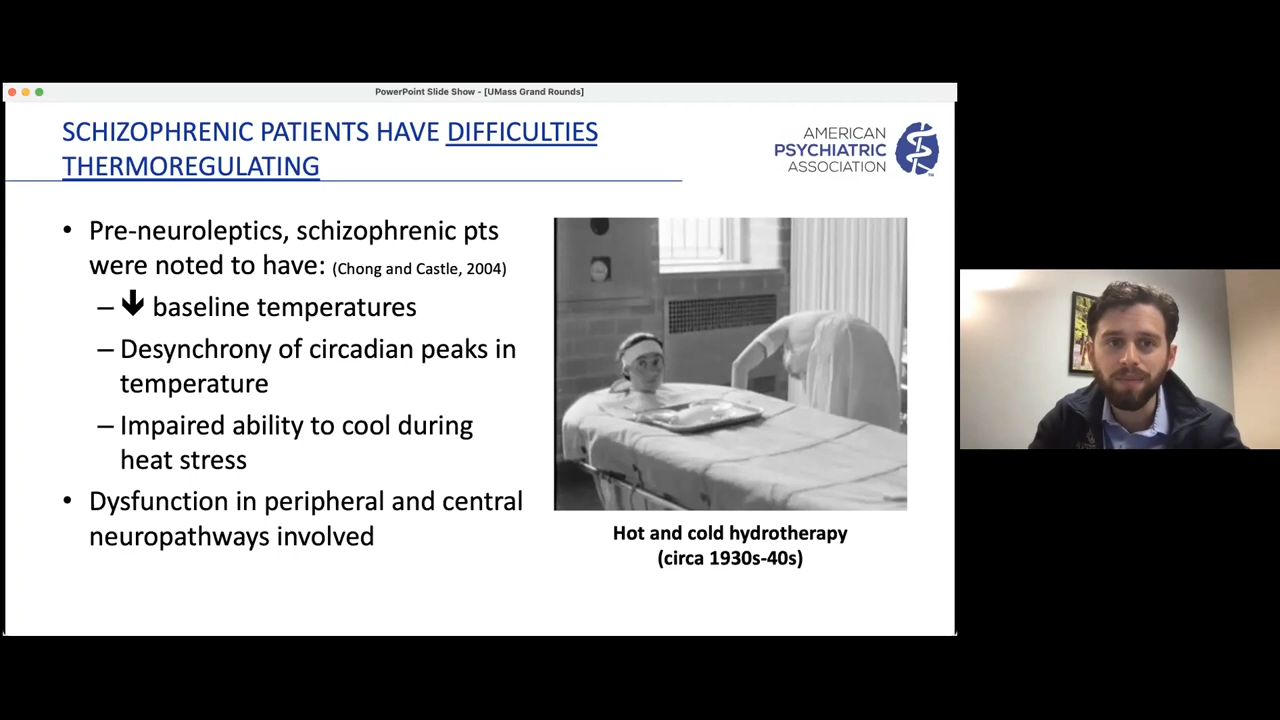 PowerPoint Slide Show - [UMass Grand Rounds]
SCHIZOPHRENIC PATIENTS HAVE DIFFICULTIES
THERMOREGULATING
AMERICAN
PSYCHIATRIC
ASSOCIATION
TM
• Pre-neuroleptics, schizophrenic pts
were noted to have: (Chong and Castle, 2004)
– 🡻 baseline temperatures
– Desynchrony of circadian peaks in
temperature
– Impaired ability to cool during
heat stress
• Dysfunction in peripheral and central
neuropathways involved
Hot and cold hydrotherapy
(circa 1930s-40s)